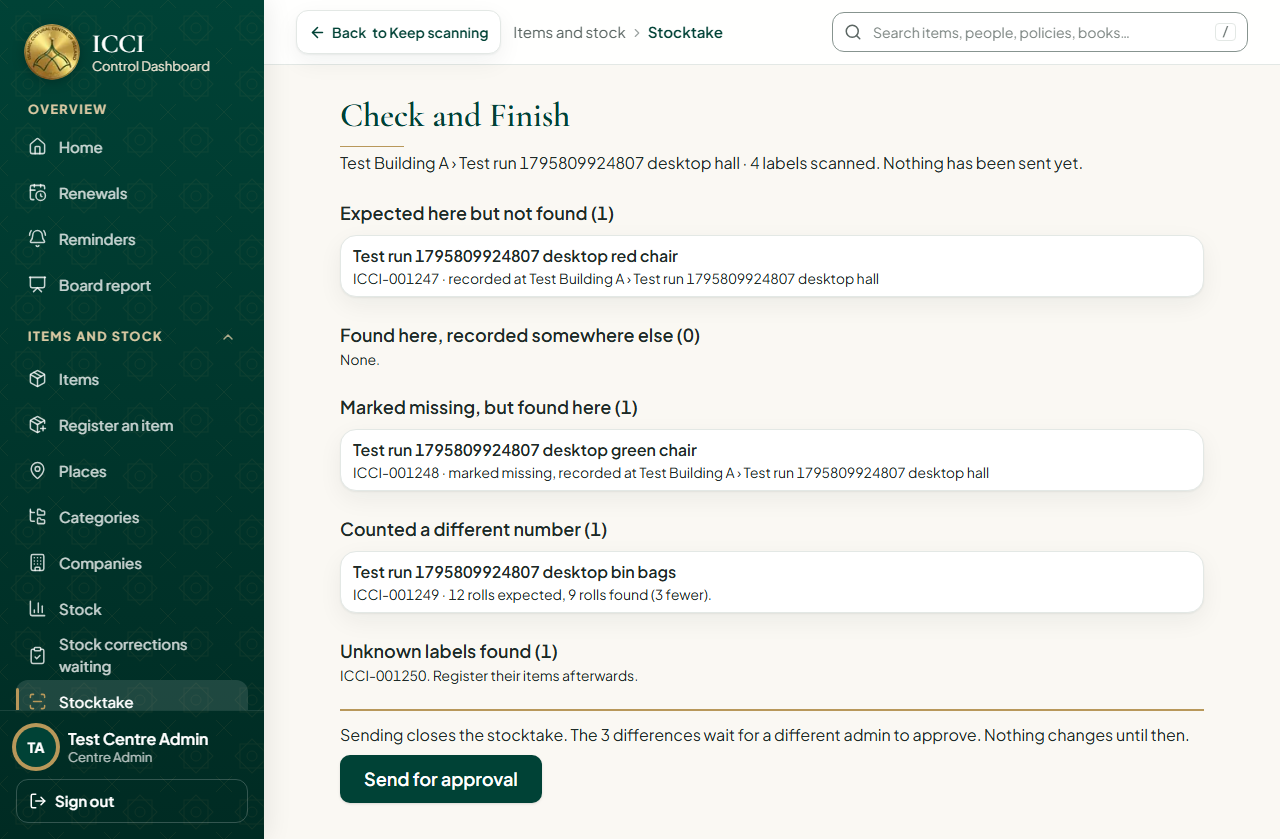 ICCI
Control Dashboard
OVERVIEW
Home
Renewals
Reminders
Board report
ITEMS AND STOCK
Items
Register an item
Places
Categories
Companies
Stock
Stock corrections
waiting
Stocktake
TA
Test Centre Admin
Centre Admin
Sign out
Back to Keep scanning
Items and stock › Stocktake
Search items, people, policies, books…
/
Check and Finish
Test Building A › Test run 1795809924807 desktop hall · 4 labels scanned. Nothing has been sent yet.
Expected here but not found (1)
Test run 1795809924807 desktop red chair
ICCI-001247 · recorded at Test Building A › Test run 1795809924807 desktop hall
Found here, recorded somewhere else (0)
None.
Marked missing, but found here (1)
Test run 1795809924807 desktop green chair
ICCI-001248 · marked missing, recorded at Test Building A › Test run 1795809924807 desktop hall
Counted a different number (1)
Test run 1795809924807 desktop bin bags
ICCI-001249 · 12 rolls expected, 9 rolls found (3 fewer).
Unknown labels found (1)
ICCI-001250. Register their items afterwards.
Sending closes the stocktake. The 3 differences wait for a different admin to approve. Nothing changes until then.
Send for approval